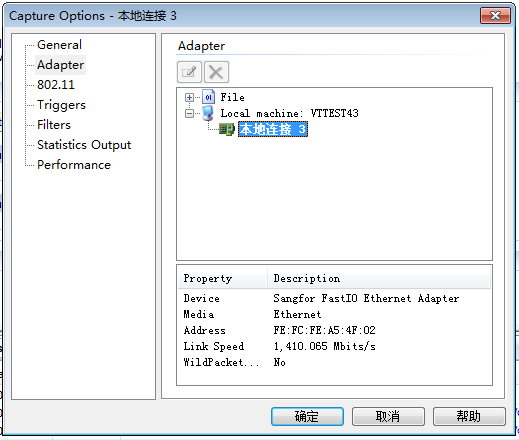 Capture Options - 本地连接 3
General
Adapter
802.11
Triggers
Filters
Statistics Output
Performance
Adapter
File
Local machine: VTTEST43
本地连接 3
Property Description
Device Sangfor FastIO Ethernet Adapter
Media Ethernet
Address FE:FC:FE:A5:4F:02
Link Speed 1,410.065 Mbits/s
WildPacket... No
确定 取消 帮助